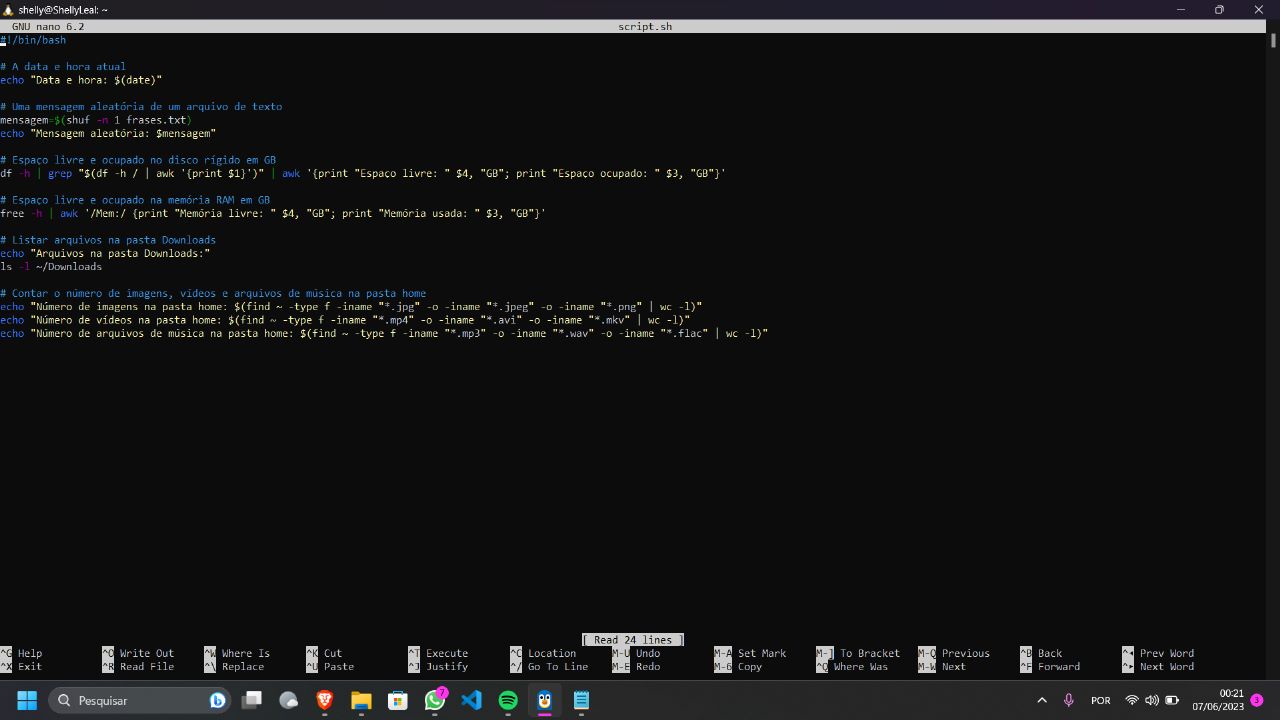 shelly@ShellyLeal: ~
GNU nano 6.2 script.sh
#!/bin/bash
# A data e hora atual
echo "Data e hora: $(date)"
# Uma mensagem aleatória de um arquivo de texto
mensagem=$(shuf -n 1 frases.txt)
echo "Mensagem aleatória: $mensagem"
# Espaço livre e ocupado no disco rígido em GB
df -h | grep "$(df -h / | awk '{print $1}')" | awk '{print "Espaço livre: " $4, "GB"; print "Espaço ocupado: " $3, "GB"}'
# Espaço livre e ocupado na memória RAM em GB
free -h | awk '/Mem:/ {print "Memória livre: " $4, "GB"; print "Memória usada: " $3, "GB"}'
# Listar arquivos na pasta Downloads
echo "Arquivos na pasta Downloads:"
ls -l ~/Downloads
# Contar o número de imagens, vídeos e arquivos de música na pasta home
echo "Número de imagens na pasta home: $(find ~ -type f -iname "*.jpg" -o -iname "*.jpeg" -o -iname "*.png" | wc -l)"
echo "Número de vídeos na pasta home: $(find ~ -type f -iname "*.mp4" -o -iname "*.avi" -o -iname "*.mkv" | wc -l)"
echo "Número de arquivos de música na pasta home: $(find ~ -type f -iname "*.mp3" -o -iname "*.wav" -o -iname "*.flac" | wc -l)"
[ Read 24 lines ]
^G Help ^O Write Out ^W Where Is ^K Cut ^T Execute ^C Location M-U Undo M-A Set Mark M-] To Bracket M-Q Previous ^B Back ^◂ Prev Word
^X Exit ^R Read File ^\ Replace ^U Paste ^J Justify ^/ Go To Line M-E Redo M-6 Copy ^Q Where Was M-W Next ^F Forward ^▸ Next Word
Pesquisar 7 POR 00:21 3
07/06/2023